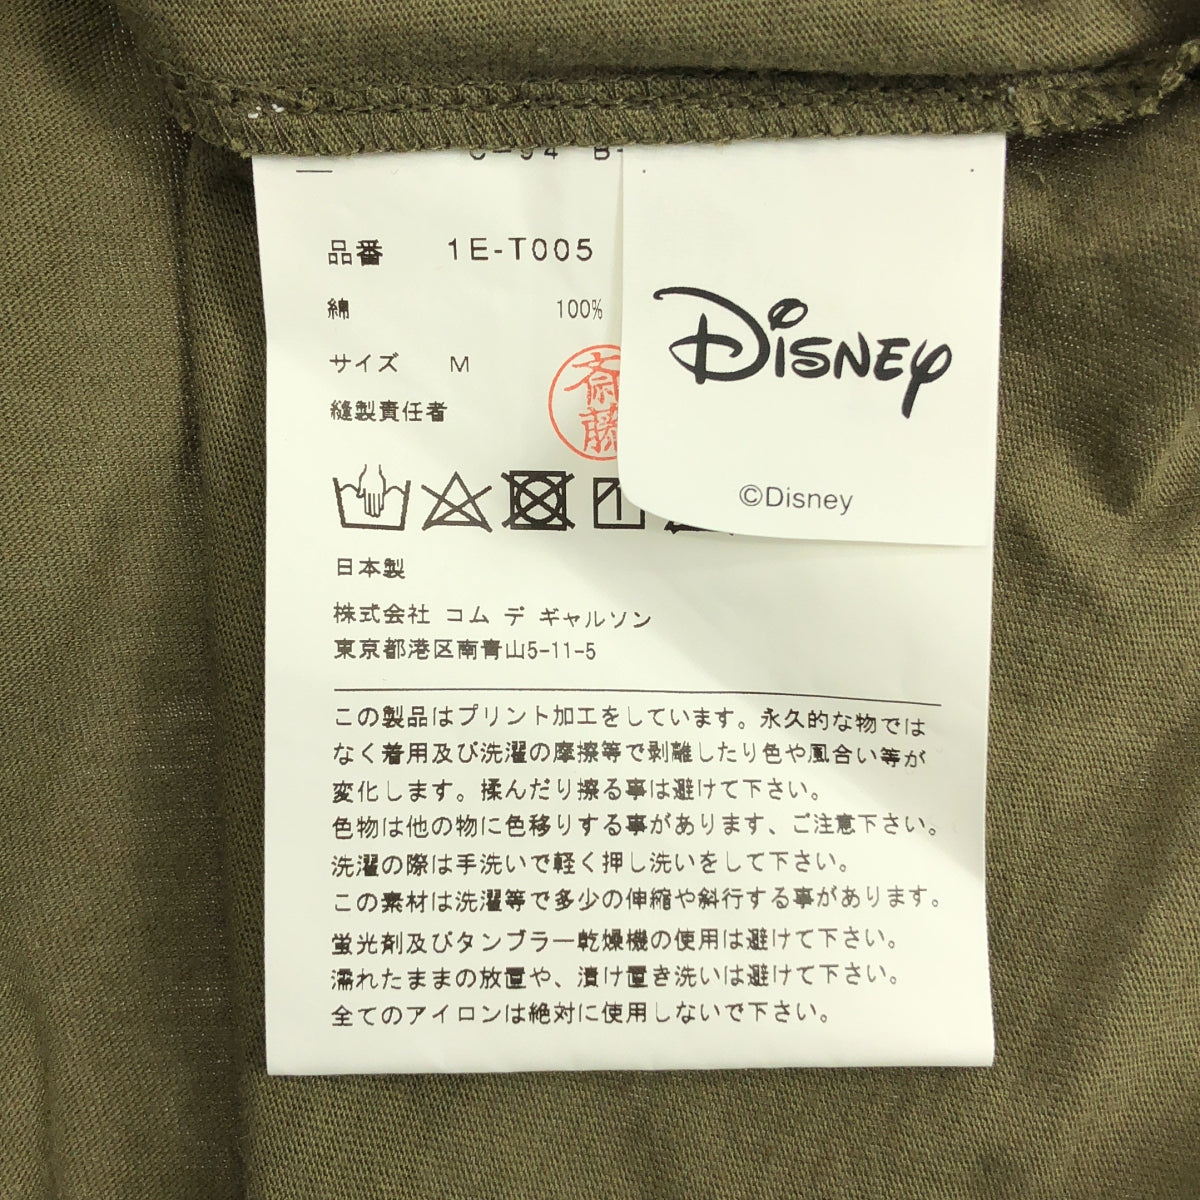 品番 1E-T005
綿 100%
サイズ M
縫製責任者
斎藤
DISNEY
©Disney
日本製
株式会社 コム デ ギャルソン
東京都港区南青山5-11-5
この製品はプリント加工をしています。永久的な物では
なく着用及び洗濯の摩擦等で剥離したり色や風合い等が
変化します。揉んだり擦る事は避けて下さい。
色物は他の物に色移りする事があります、ご注意下さい。
洗濯の際は手洗いで軽く押し洗いをして下さい。
この素材は洗濯等で多少の伸縮や斜行する事があります。
蛍光剤及びタンブラー乾燥機の使用は避けて下さい。
濡れたままの放置や、漬け置き洗いは避けて下さい。
全てのアイロンは絶対に使用しないで下さい。